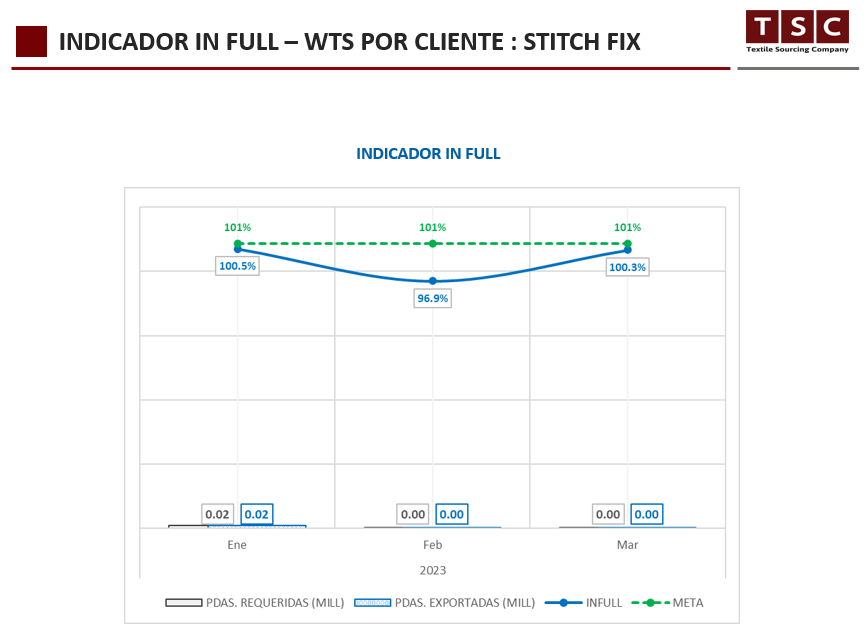 INDICADOR IN FULL – WTS POR CLIENTE : STITCH FIX
T S C
Textile Sourcing Company
INDICADOR IN FULL
101% 101% 101%
100.5% 96.9% 100.3%
0.02 0.02 0.00 0.00 0.00 0.00
Ene Feb Mar
2023
PDAS. REQUERIDAS (MILL) PDAS. EXPORTADAS (MILL) INFULL META